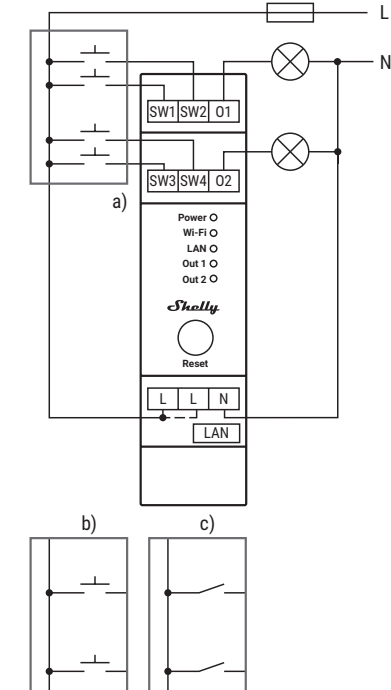 L
N
SW1 SW2 O1
SW3 SW4 O2
a)
Power
Wi-Fi
LAN
Out 1
Out 2
Shelly
Reset
L L N
LAN
b) c)